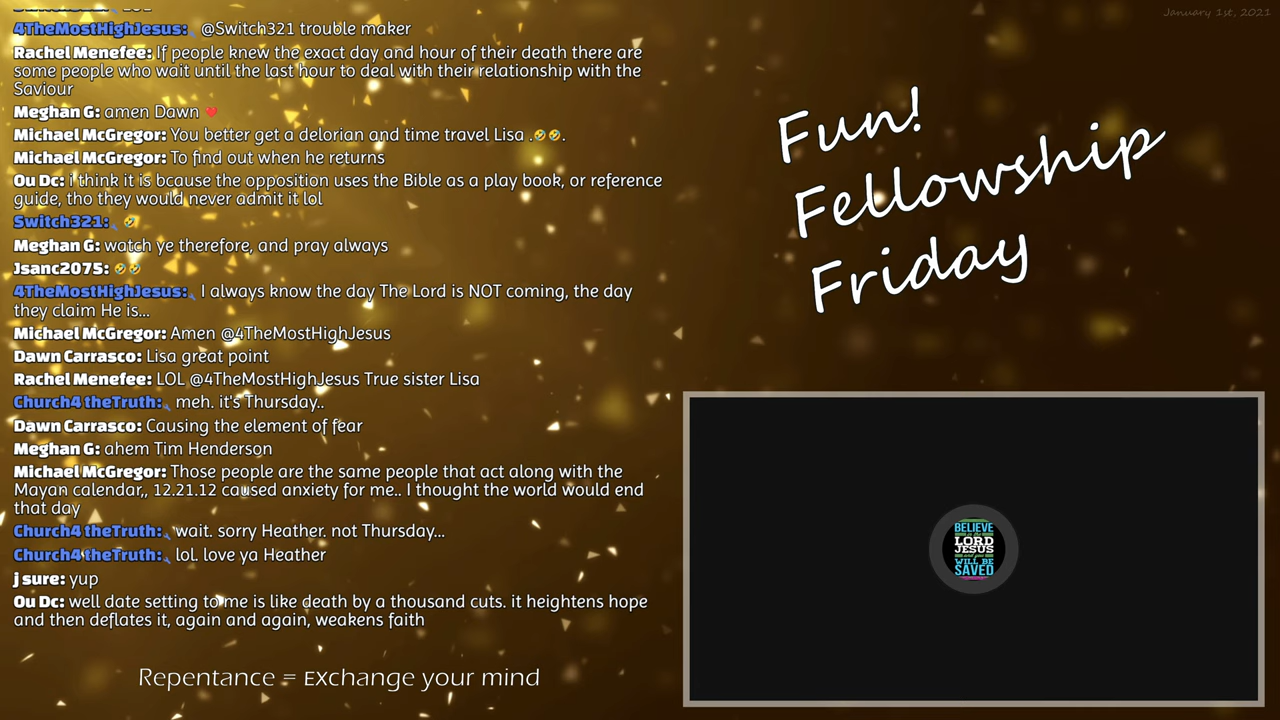 4TheMostHighJesus: @Switch321 trouble maker
Rachel Menefee: If people knew the exact day and hour of their death there are
some people who wait until the last hour to deal with their relationship with the
Saviour
Meghan G: amen Dawn ❤️
Michael McGregor: You better get a delorian and time travel Lisa .🤣🤣.
Michael McGregor: To find out when he returns
Ou Dc: i think it is bcause the opposition uses the Bible as a play book, or reference
guide, tho they would never admit it lol
Switch321: 🤣
Meghan G: watch ye therefore, and pray always
Jsanc2075: 🤣🤣
4TheMostHighJesus: I always know the day The Lord is NOT coming, the day
they claim He is...
Michael McGregor: Amen @4TheMostHighJesus
Dawn Carrasco: Lisa great point
Rachel Menefee: LOL @4TheMostHighJesus True sister Lisa
Church4 theTruth: meh. it's Thursday..
Dawn Carrasco: Causing the element of fear
Meghan G: ahem Tim Henderson
Michael McGregor: Those people are the same people that act along with the
Mayan calendar,, 12.21.12 caused anxiety for me.. I thought the world would end
that day
Church4 theTruth: wait. sorry Heather. not Thursday...
Church4 theTruth: lol. love ya Heather
j sure: yup
Ou Dc: well date setting to me is like death by a thousand cuts. it heightens hope
and then deflates it, again and again, weakens faith
Repentance = Exchange your mind
January 1st, 2021
Fun!
Fellowship
Friday
BELIEVE
LORD
JESUS
WILL BE
SAVED